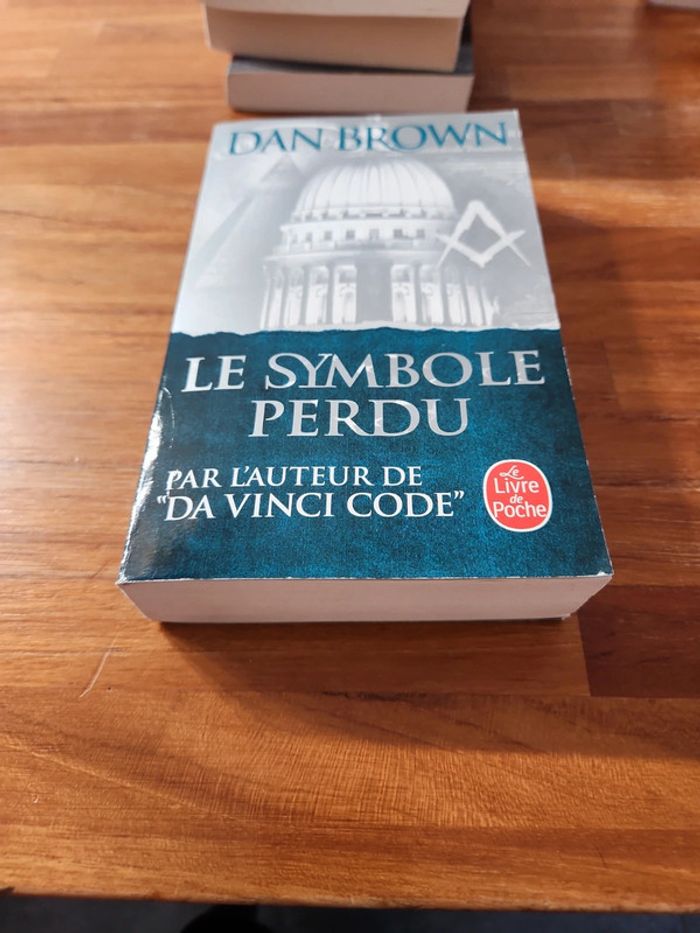 DAN BROWN
LE SYMBOLE
PERDU
PAR L'AUTEUR DE
"DA VINCI CODE"
Le
Livre
de
Poche